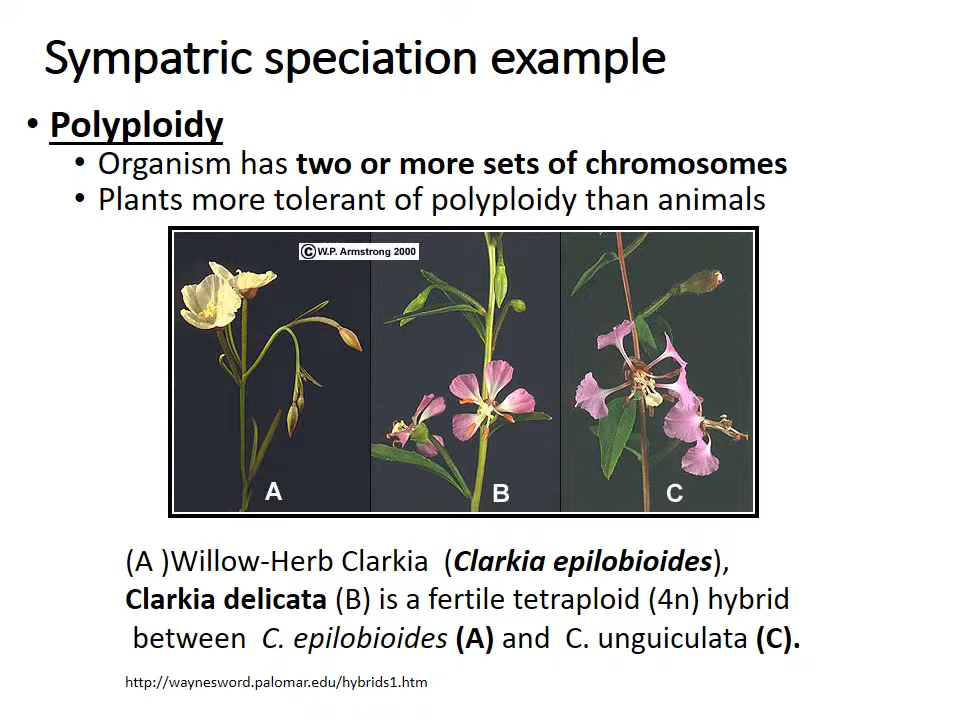 Sympatric speciation example
• Polyploidy
• Organism has two or more sets of chromosomes
• Plants more tolerant of polyploidy than animals
© W.P. Armstrong 2000
A
B
C
(A )Willow-Herb Clarkia (Clarkia epilobioides),
Clarkia delicata (B) is a fertile tetraploid (4n) hybrid
between C. epilobioides (A) and C. unguiculata (C).
http://waynesword.palomar.edu/hybrids1.htm